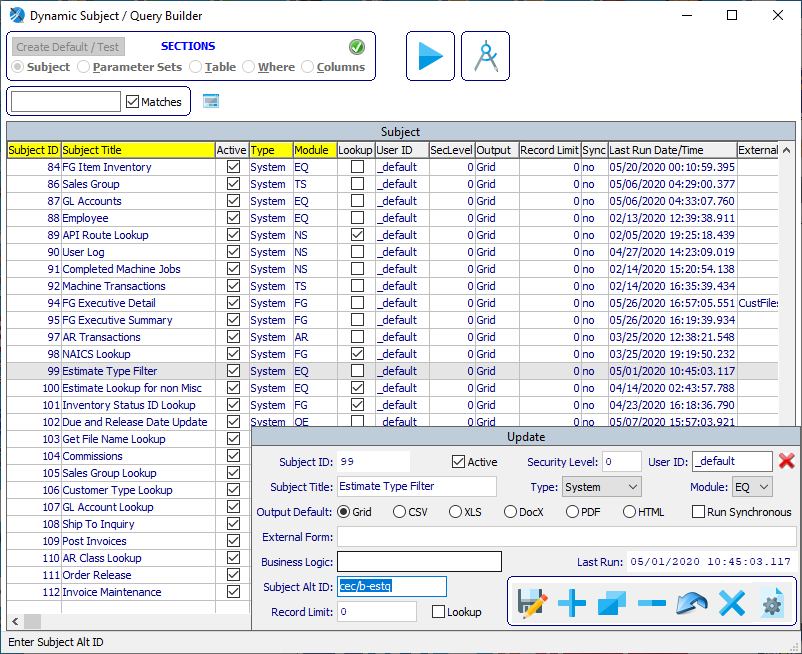 Dynamic Subject / Query Builder
Create Default / Test SECTIONS
Subject Parameter Sets Table Where Columns
Matches
Subject
Subject ID Subject Title Active Type Module Lookup User ID SecLevel Output Record Limit Sync Last Run Date/Time External
84 FG Item Inventory System EQ _default 0 Grid 0 no 05/20/2020 00:10:59.395
86 Sales Group System TS _default 0 Grid 0 no 05/06/2020 04:29:00.377
87 GL Accounts System EQ _default 0 Grid 0 no 05/06/2020 04:33:07.760
88 Employee System EQ _default 0 Grid 0 no 02/13/2020 12:39:38.911
89 API Route Lookup System NS _default 0 Grid 0 no 02/05/2020 19:25:18.439
90 User Log System NS _default 0 Grid 0 no 04/27/2020 14:23:09.019
91 Completed Machine Jobs System NS _default 0 Grid 0 no 02/14/2020 15:20:54.138
92 Machine Transactions System TS _default 0 Grid 0 no 02/14/2020 16:35:39.434
94 FG Executive Detail System FG _default 0 Grid 0 no 05/26/2020 16:57:05.551 CustFiles
95 FG Executive Summary System FG _default 0 Grid 0 no 05/26/2020 16:19:39.934
97 AR Transactions System AR _default 0 Grid 0 no 03/25/2020 12:38:21.548
98 NAICS Lookup System FG _default 0 Grid 0 no 03/25/2020 19:19:50.232
99 Estimate Type Filter System EQ _default 0 Grid 0 no 05/01/2020 10:45:03.117
100 Estimate Lookup for non Misc System EQ _default 0 Grid 0 no 04/14/2020 02:43:57.788
101 Inventory Status ID Lookup System FG _default 0 Grid 0 no 04/23/2020 16:18:36.790
102 Due and Release Date Update System OE _default 0 Grid 0 no 05/07/2020 15:57:03.921
103 Get File Name Lookup
104 Commissions
105 Sales Group Lookup
106 Customer Type Lookup
107 GL Account Lookup
108 Ship To Inquiry
109 Post Invoices
110 AR Class Lookup
111 Order Release
112 Invoice Maintenance
Update
Subject ID: 99 Active Security Level: 0 User ID: _default
Subject Title: Estimate Type Filter Type: System Module: EQ
Output Default: Grid CSV XLS DocX PDF HTML Run Synchronous
External Form:
Business Logic: Last Run: 05/01/2020 10:45:03.117
Subject Alt ID: cec/b-estq
Record Limit: 0 Lookup
Enter Subject Alt ID